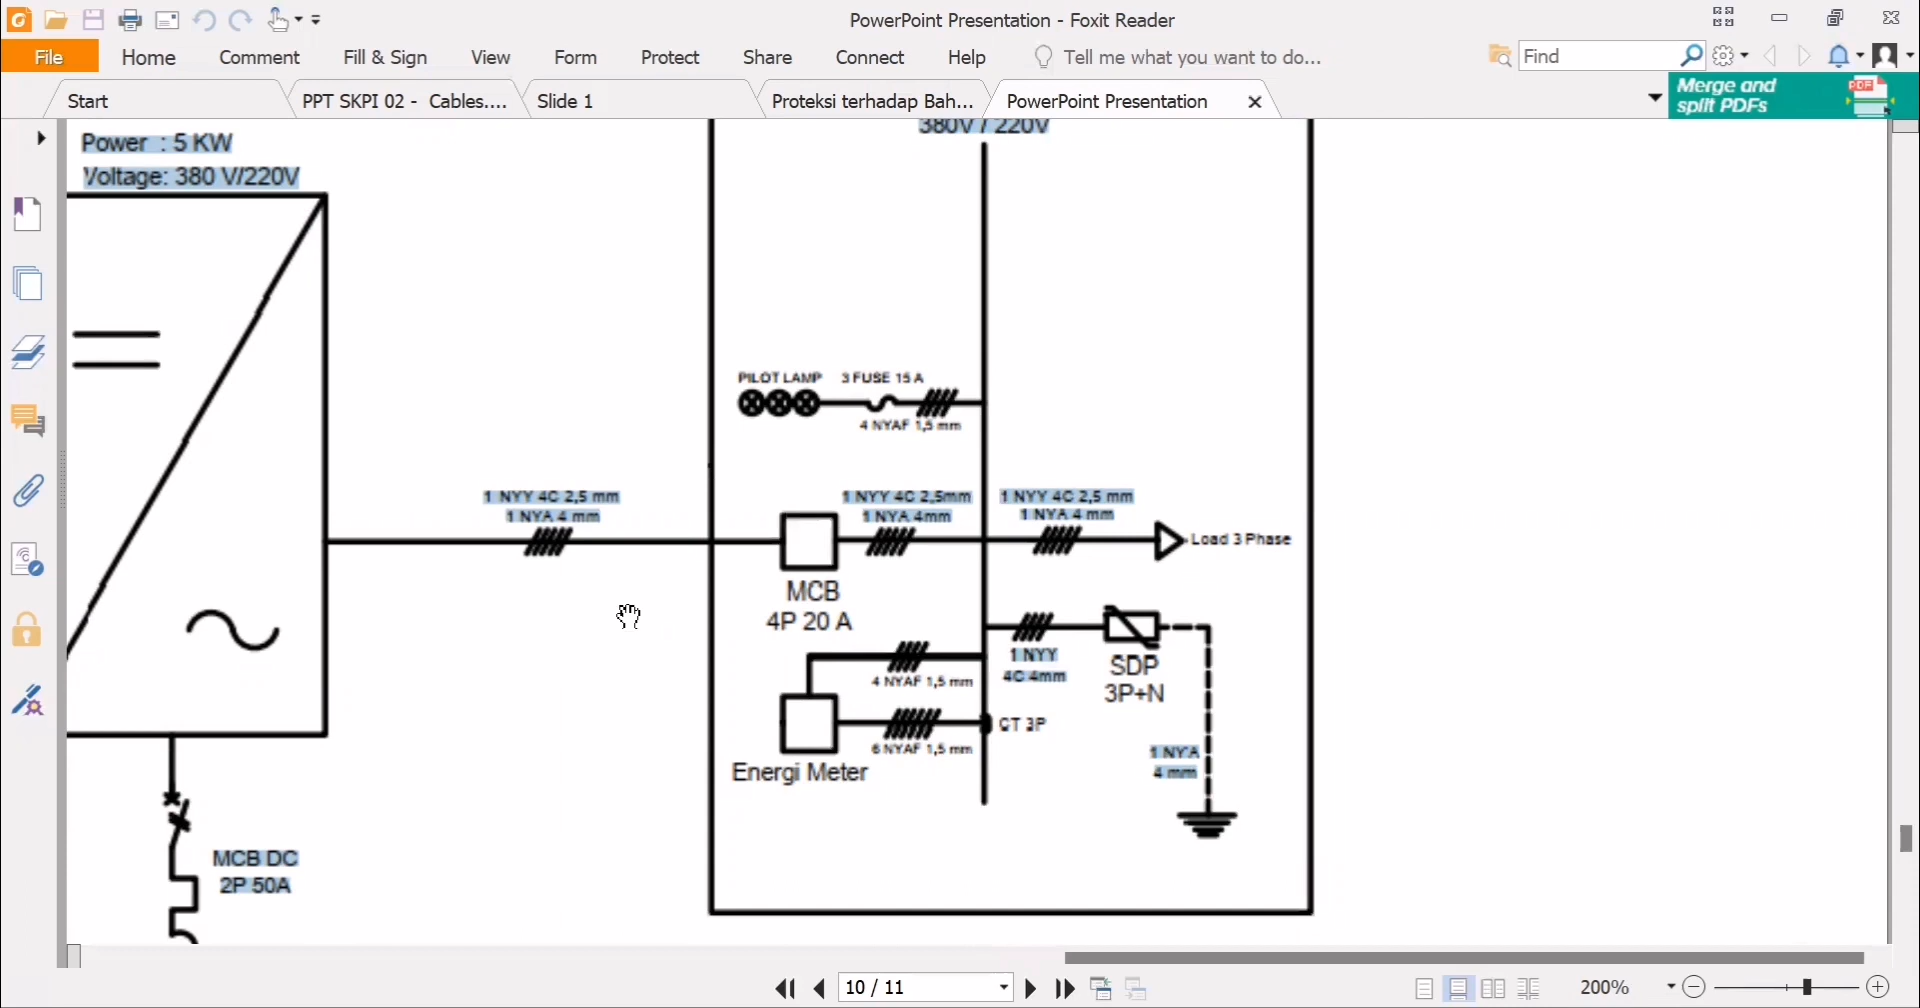 PowerPoint Presentation - Foxit Reader
File Home Comment Fill & Sign View Form Protect Share Connect Help Tell me what you want to do... Find
Start PPT SKPI 02 - Cables.... Slide 1 Proteksi terhadap Bah... PowerPoint Presentation
Merge and
split PDFs
PDF
Power : 5 KW
Voltage: 380 V/220V
380V / 220V
PILOT LAMP 3 FUSE 15 A
4 NYAF 1,5 mm
1 NYY 4C 2,5 mm
1 NYA 4 mm
1 NYY 4C 2,5mm
1 NYA 4mm
1 NYY 4C 2,5 mm
1 NYA 4 mm
Load 3 Phase
MCB
4P 20 A
1 NYY
4C 4mm
SDP
3P+N
4 NYAF 1,5 mm
CT 3P
6 NYAF 1,5 mm
Energi Meter
1 NYA
4 mm
MCB DC
2P 50A
10 / 11
200%